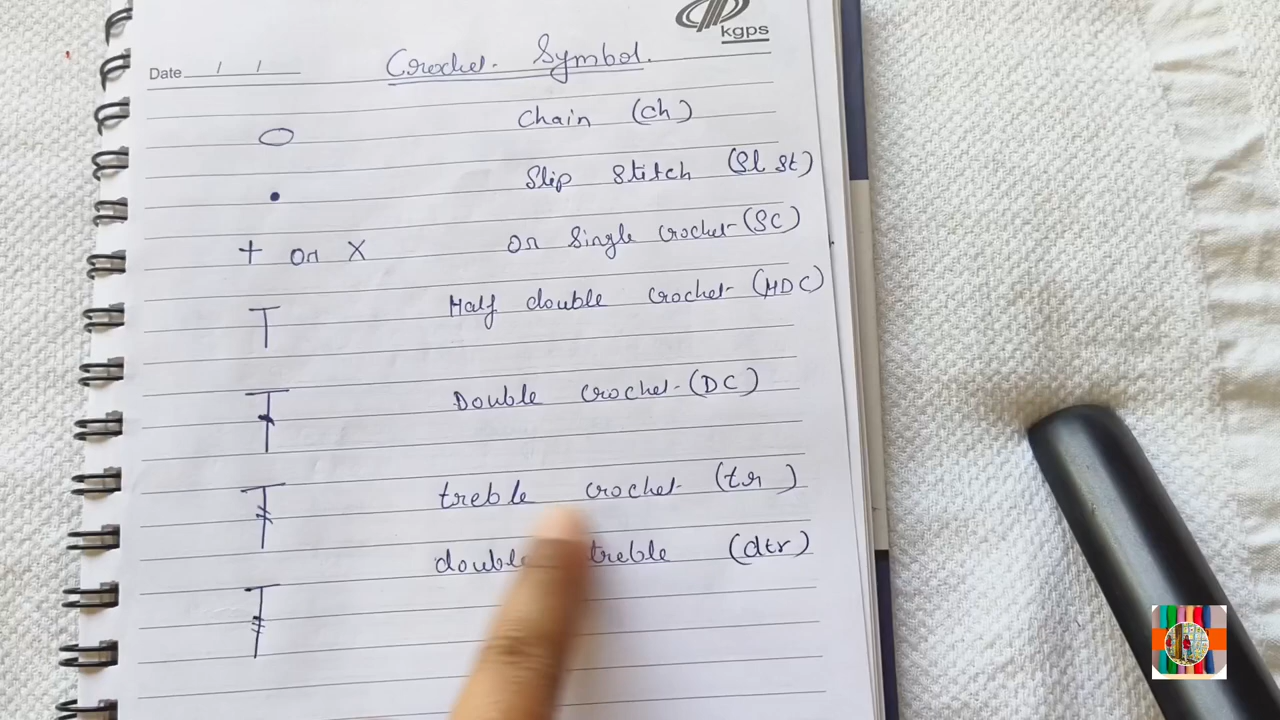 kgps
Date / /
Crochet Symbol.
Chain (ch)
Slip stitch (Sl St)
+ or X or Single crochet (SC)
Half double crochet (HDC)
Double crochet (DC)
treble crochet (tr)
double treble (dtr)